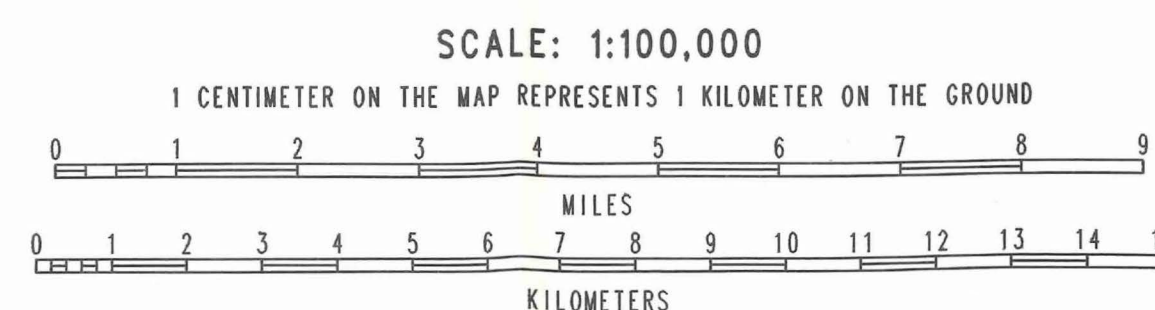 SCALE: 1:100,000
1 CENTIMETER ON THE MAP REPRESENTS 1 KILOMETER ON THE GROUND
0 1 2 3 4 5 6 7 8 9
MILES
0 1 2 3 4 5 6 7 8 9 10 11 12 13 14
KILOMETERS